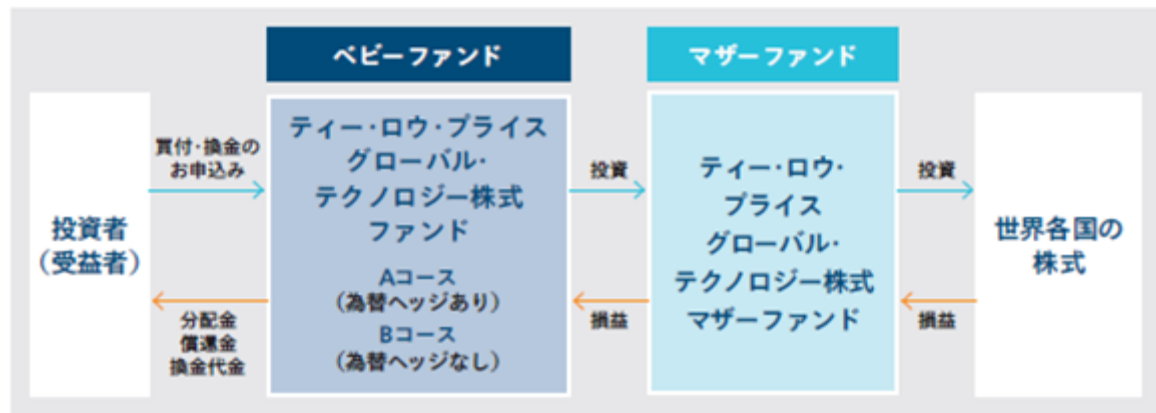 ベビーファンド
マザーファンド
投資者
（受益者）
買付・換金の
お申込み
分配金
償還金
換金代金
ティー・ロウ・プライス
グローバル・
テクノロジー株式
ファンド
Aコース
（為替ヘッジあり）
Bコース
（為替ヘッジなし）
投資
損益
ティー・ロウ・
プライス
グローバル・
テクノロジー株式
マザーファンド
投資
損益
世界各国の
株式